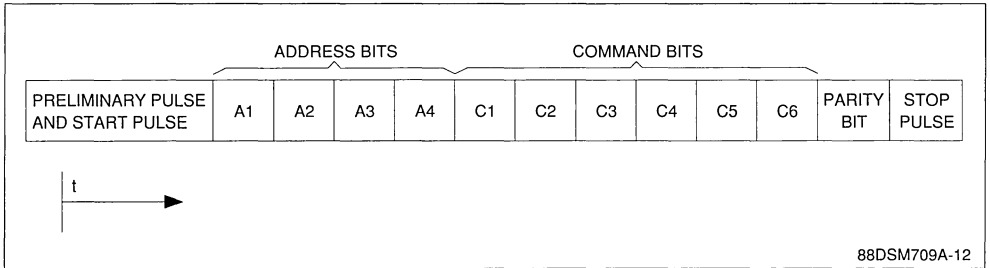 ADDRESS BITS COMMAND BITS
PRELIMINARY PULSE
AND START PULSE
A1 A2 A3 A4 C1 C2 C3 C4 C5 C6
PARITY
BIT
STOP
PULSE
t
88DSM709A-12